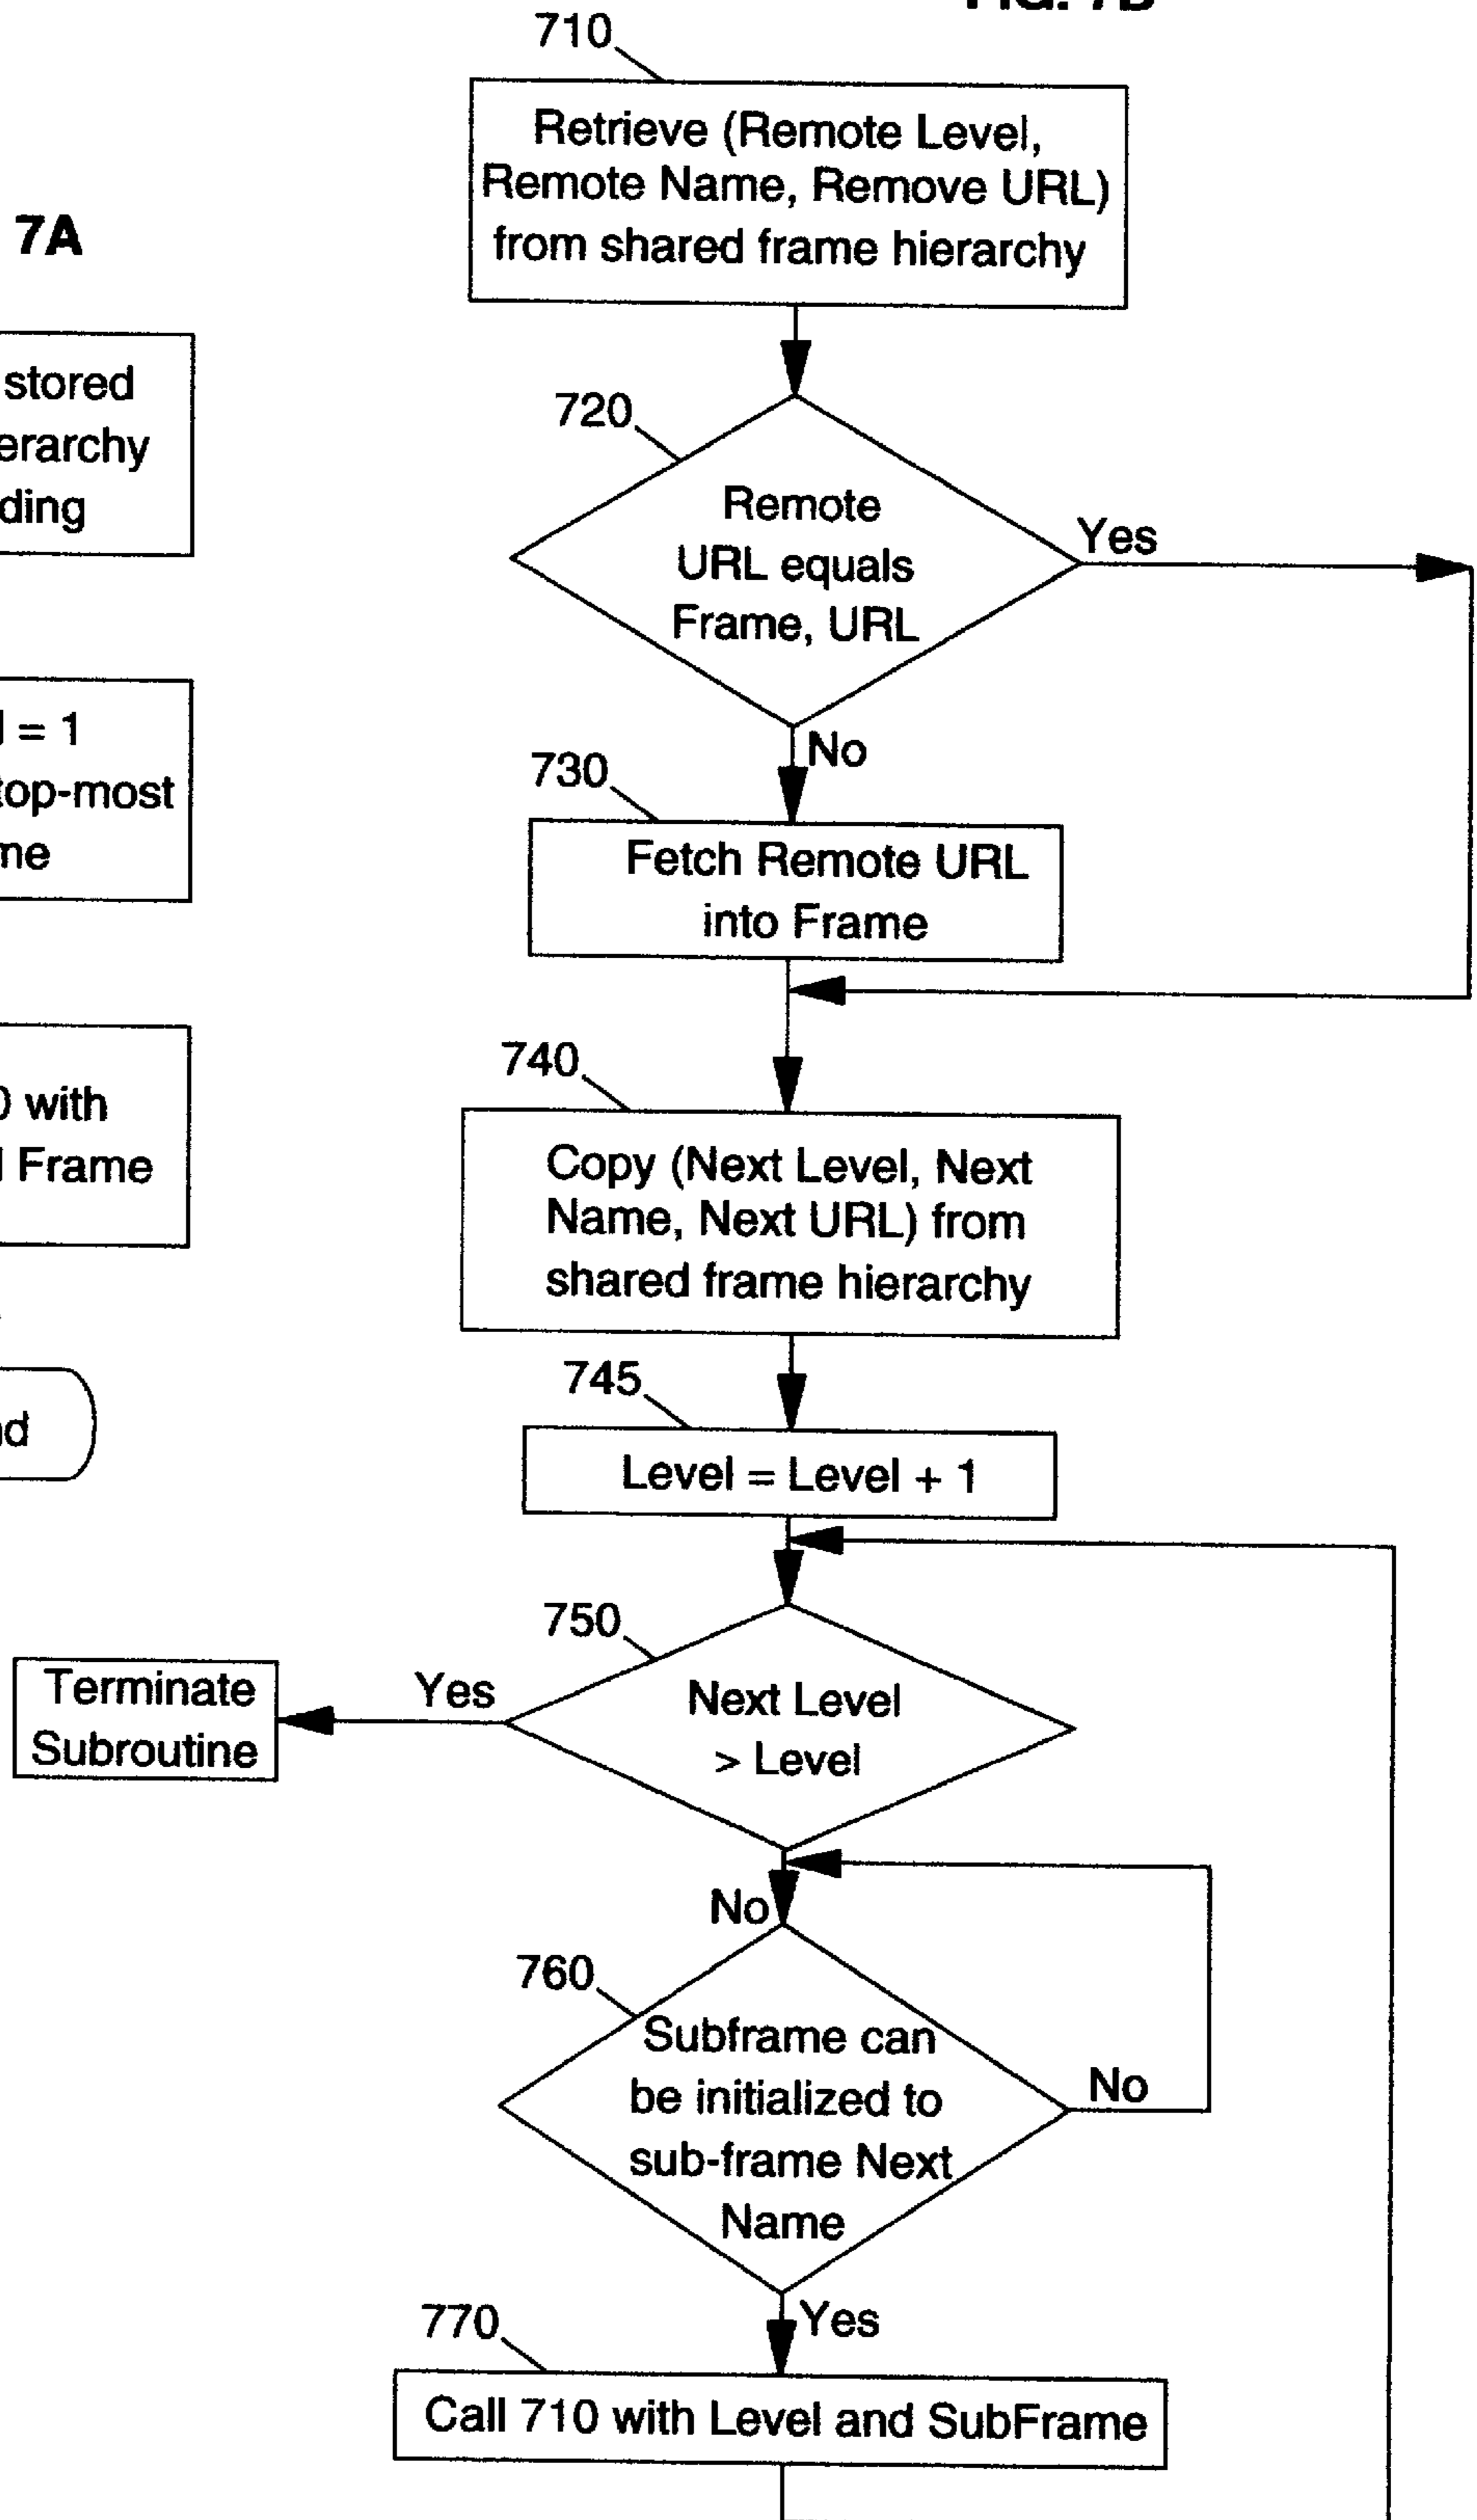 710
Retrieve (Remote Level,
Remote Name, Remove URL)
from shared frame hierarchy
7A
stored
erarchy
ding
720
Remote
URL equals
Frame, URL
Yes
No
= 1
top-most
me
730
Fetch Remote URL
into Frame
740
with
Frame
Copy (Next Level, Next
Name, Next URL) from
shared frame hierarchy
745
Level = Level + 1
750
Next Level
> Level
Yes
Terminate
Subroutine
No
760
Subframe can
be initialized to
sub-frame Next
Name
No
Yes
770
Call 710 with Level and SubFrame